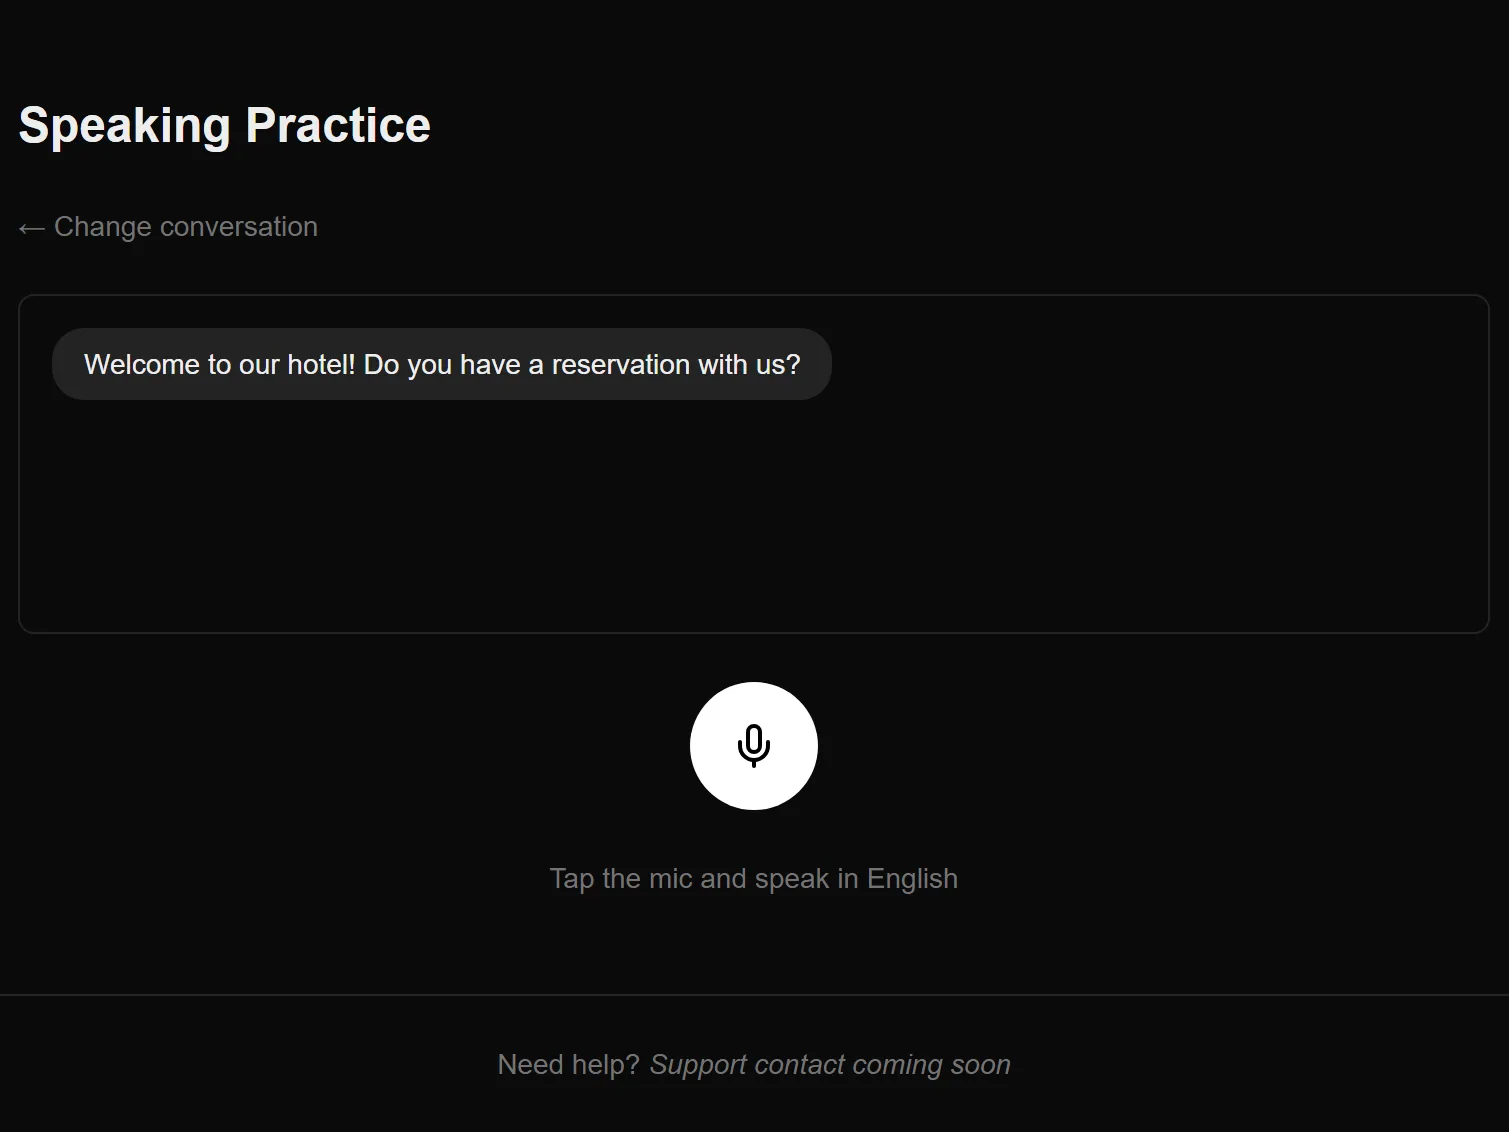 Speaking Practice
← Change conversation
Welcome to our hotel! Do you have a reservation with us?
Tap the mic and speak in English
Need help? Support contact coming soon